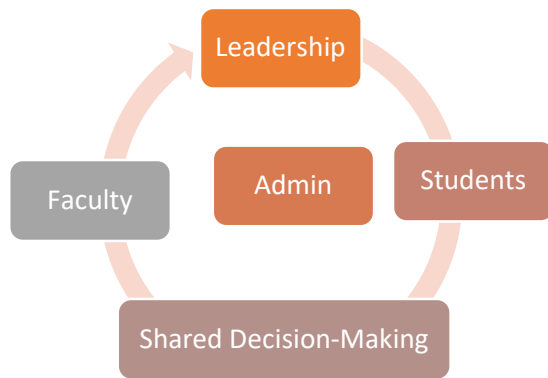 Leadership
Students
Admin
Faculty
Shared Decision-Making